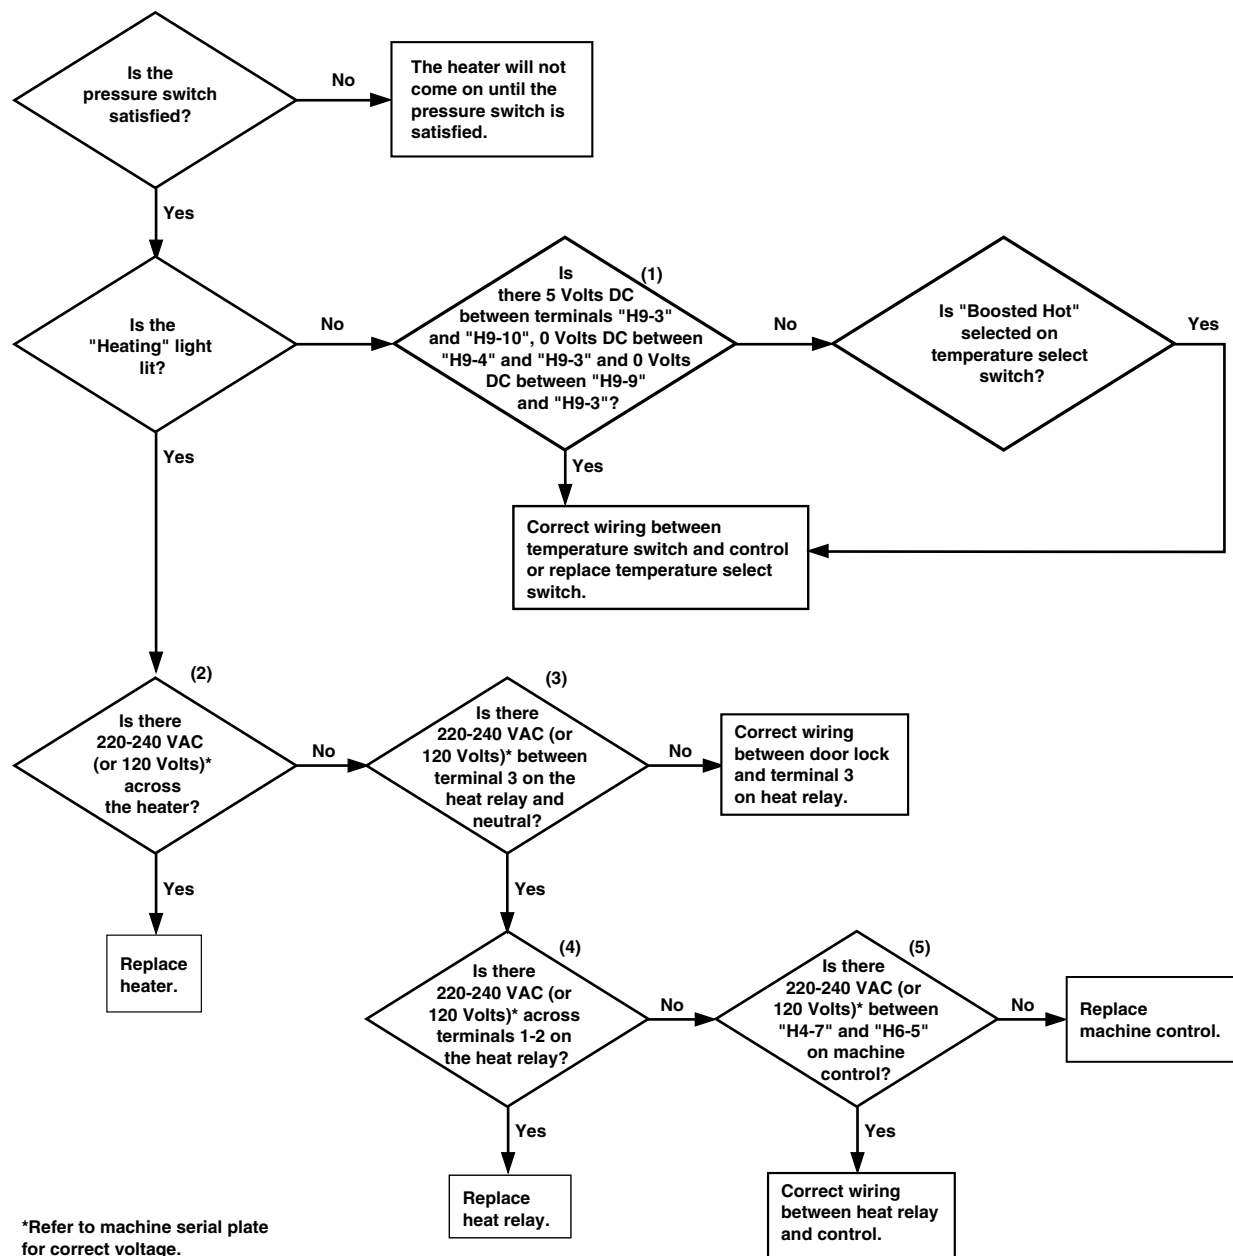 Is the
pressure switch
satisfied?
No
The heater will not
come on until the
pressure switch is
satisfied.
Yes
Is the
"Heating" light
lit?
No
(1)
Is
there 5 Volts DC
between terminals "H9-3"
and "H9-10", 0 Volts DC between
"H9-4" and "H9-3" and 0 Volts
DC between "H9-9"
and "H9-3"?
No
Is "Boosted Hot"
selected on
temperature select
switch?
Yes
Yes
Yes
Correct wiring between
temperature switch and control
or replace temperature select
switch.
(2)
Is there
220-240 VAC
(or 120 Volts)*
across
the heater?
No
(3)
Is there
220-240 VAC (or
120 Volts)* between
terminal 3 on the
heat relay and
neutral?
No
Correct wiring
between door lock
and terminal 3
on heat relay.
Yes
Replace
heater.
Yes
(4)
Is there
220-240 VAC (or
120 Volts)* across
terminals 1-2 on
the heat relay?
No
(5)
Is there
220-240 VAC (or
120 Volts)* between
"H4-7" and "H6-5"
on machine
control?
No
Replace
machine control.
Yes
Replace
heat relay.
Yes
Correct wiring
between heat relay
and control.
*Refer to machine serial plate
for correct voltage.